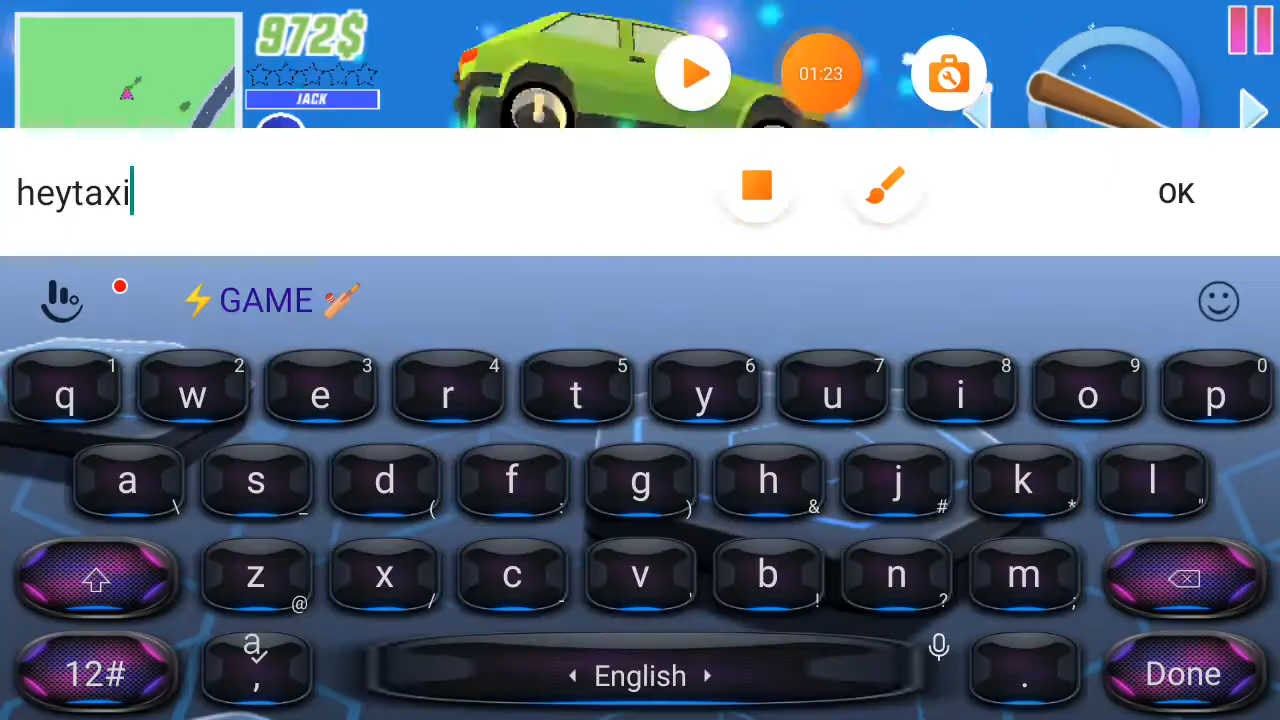 972$
JACK
01:23
heytaxi
OK
⚡GAME 🏏
q 1 w 2 e 3 r 4 t 5 y 6 u 7 i 8 o 9 p 0
a \ s _ d ( f : g ) h & j # k * l "
z @ x / c - v ' b ! n ? m ;
12# a , English . Done